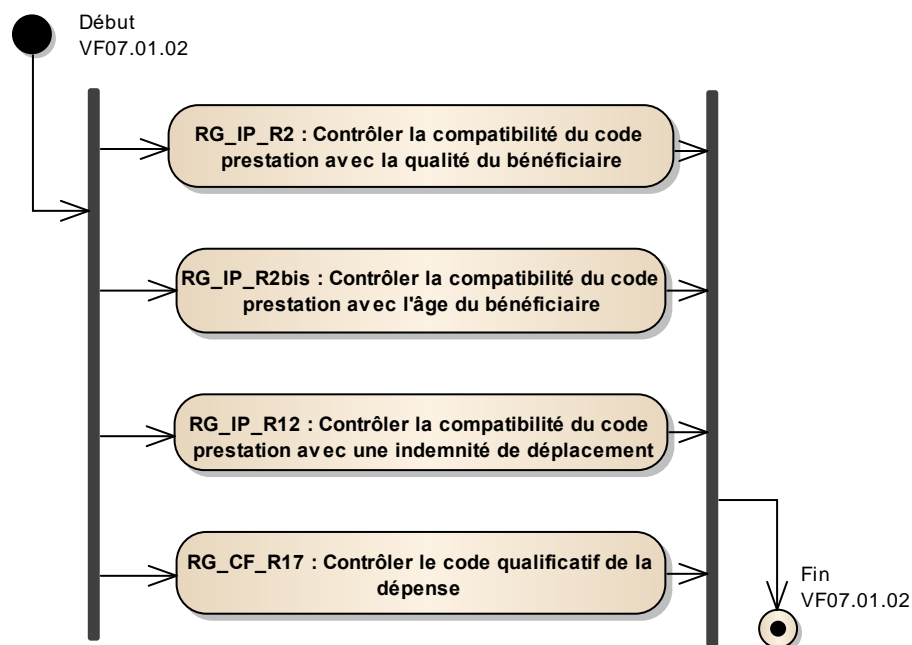 Début
VF07.01.02
RG_IP_R2 : Contrôler la compatibilité du code
prestation avec la qualité du bénéficiaire
RG_IP_R2bis : Contrôler la compatibilité du code
prestation avec l'âge du bénéficiaire
RG_IP_R12 : Contrôler la compatibilité du code
prestation avec une indemnité de déplacement
RG_CF_R17 : Contrôler le code qualificatif de la
dépense
Fin
VF07.01.02